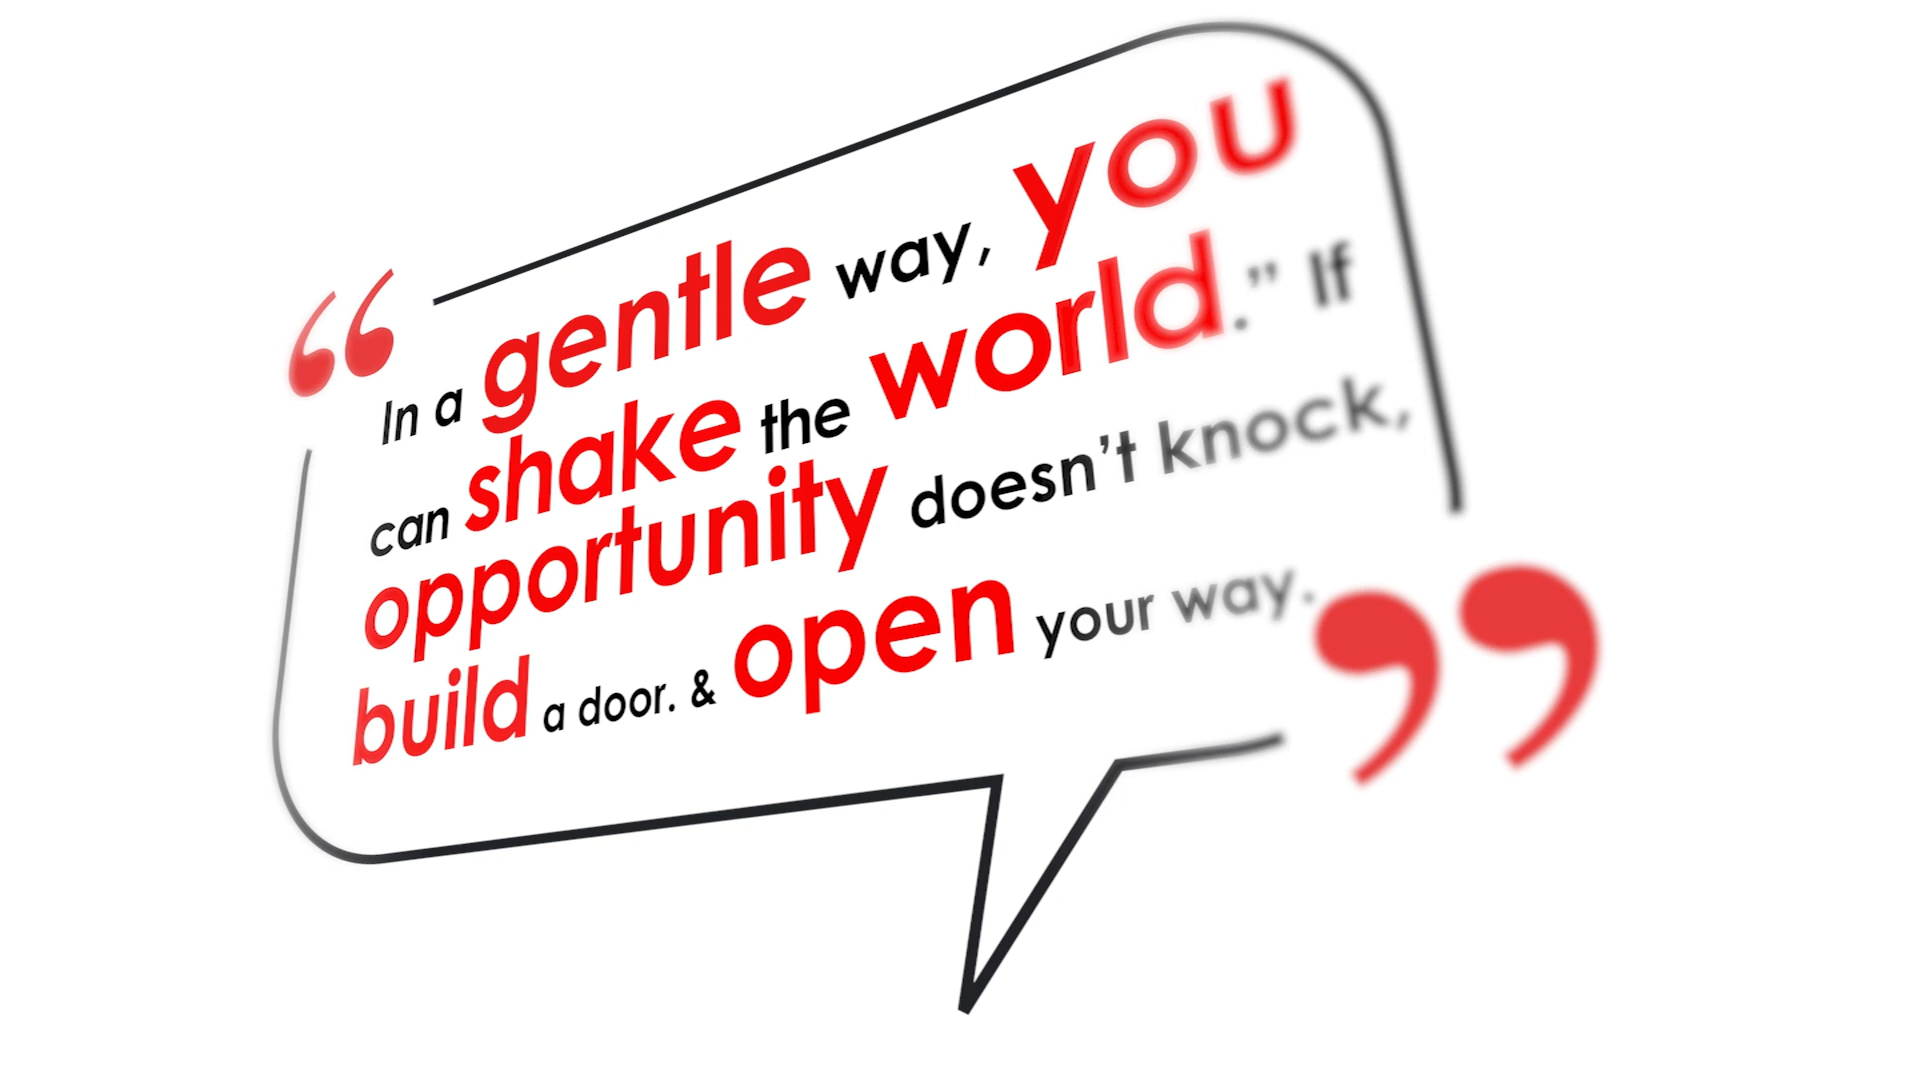 “
In a gentle way, you
can shake the world.” If
opportunity doesn’t knock,
build a door. & open your way.
”